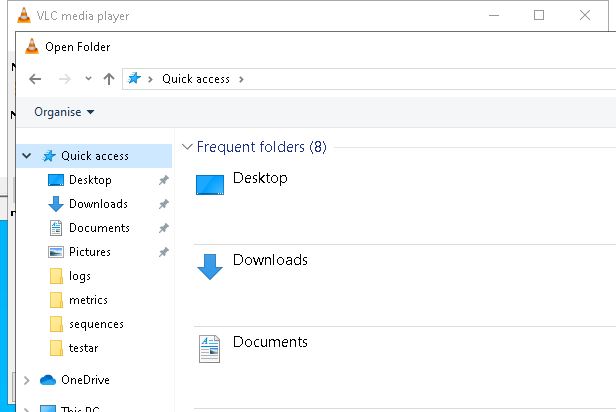 VLC media player
Open Folder
Quick access
Organise
Quick access
Desktop
Downloads
Documents
Pictures
logs
metrics
sequences
testar
OneDrive
This PC
Frequent folders (8)
Desktop
Downloads
Documents